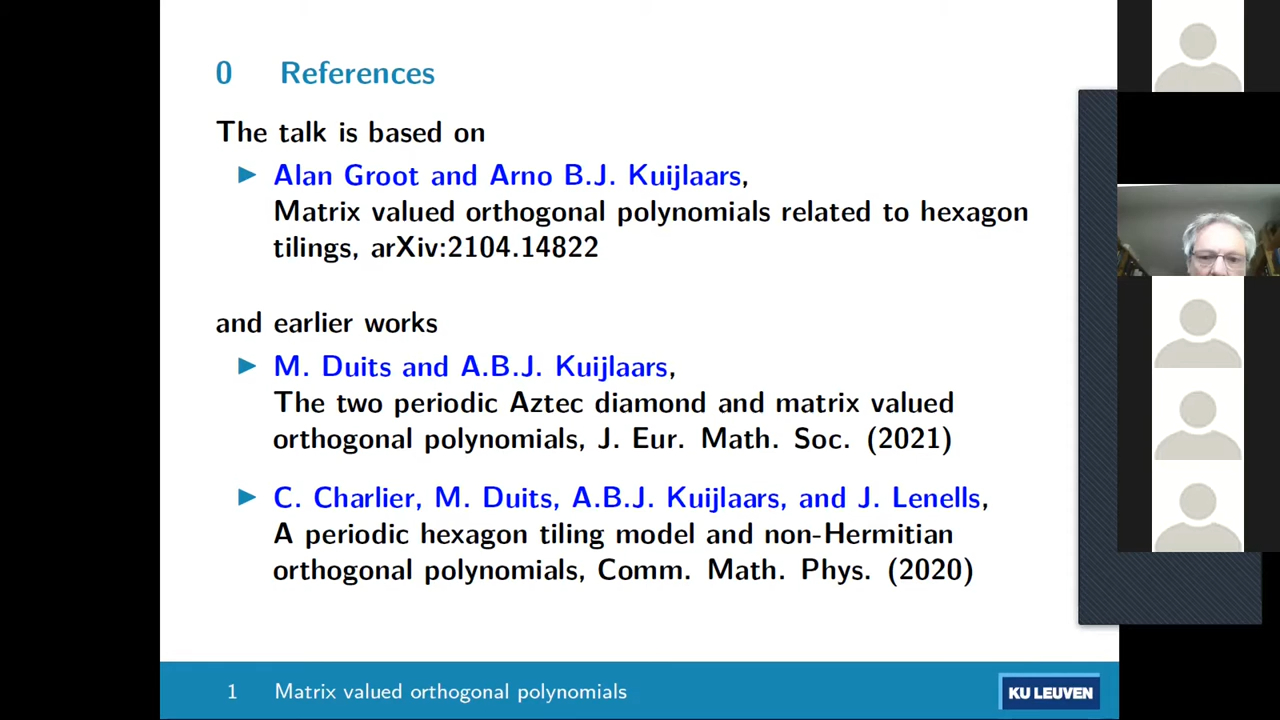 0 References
The talk is based on
Alan Groot and Arno B.J. Kuijlaars,
Matrix valued orthogonal polynomials related to hexagon
tilings, arXiv:2104.14822
and earlier works
M. Duits and A.B.J. Kuijlaars,
The two periodic Aztec diamond and matrix valued
orthogonal polynomials, J. Eur. Math. Soc. (2021)
C. Charlier, M. Duits, A.B.J. Kuijlaars, and J. Lenells,
A periodic hexagon tiling model and non-Hermitian
orthogonal polynomials, Comm. Math. Phys. (2020)
1 Matrix valued orthogonal polynomials
KU LEUVEN